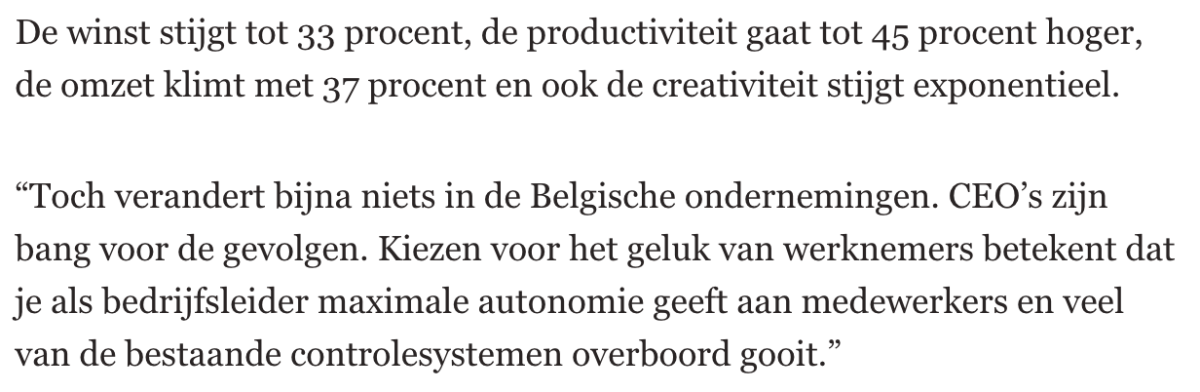 De winst stijgt tot 33 procent, de productiviteit gaat tot 45 procent hoger,
de omzet klimt met 37 procent en ook de creativiteit stijgt exponentieel.
“Toch verandert bijna niets in de Belgische ondernemingen. CEO’s zijn
bang voor de gevolgen. Kiezen voor het geluk van werknemers betekent dat
je als bedrijfsleider maximale autonomie geeft aan medewerkers en veel
van de bestaande controlesystemen overboord gooit.”